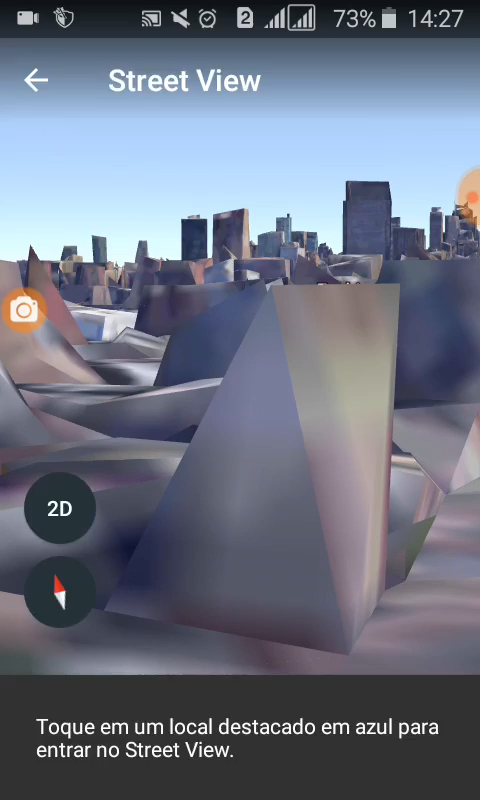 2 73% 14:27
Street View
2D
Toque em um local destacado em azul para
entrar no Street View.